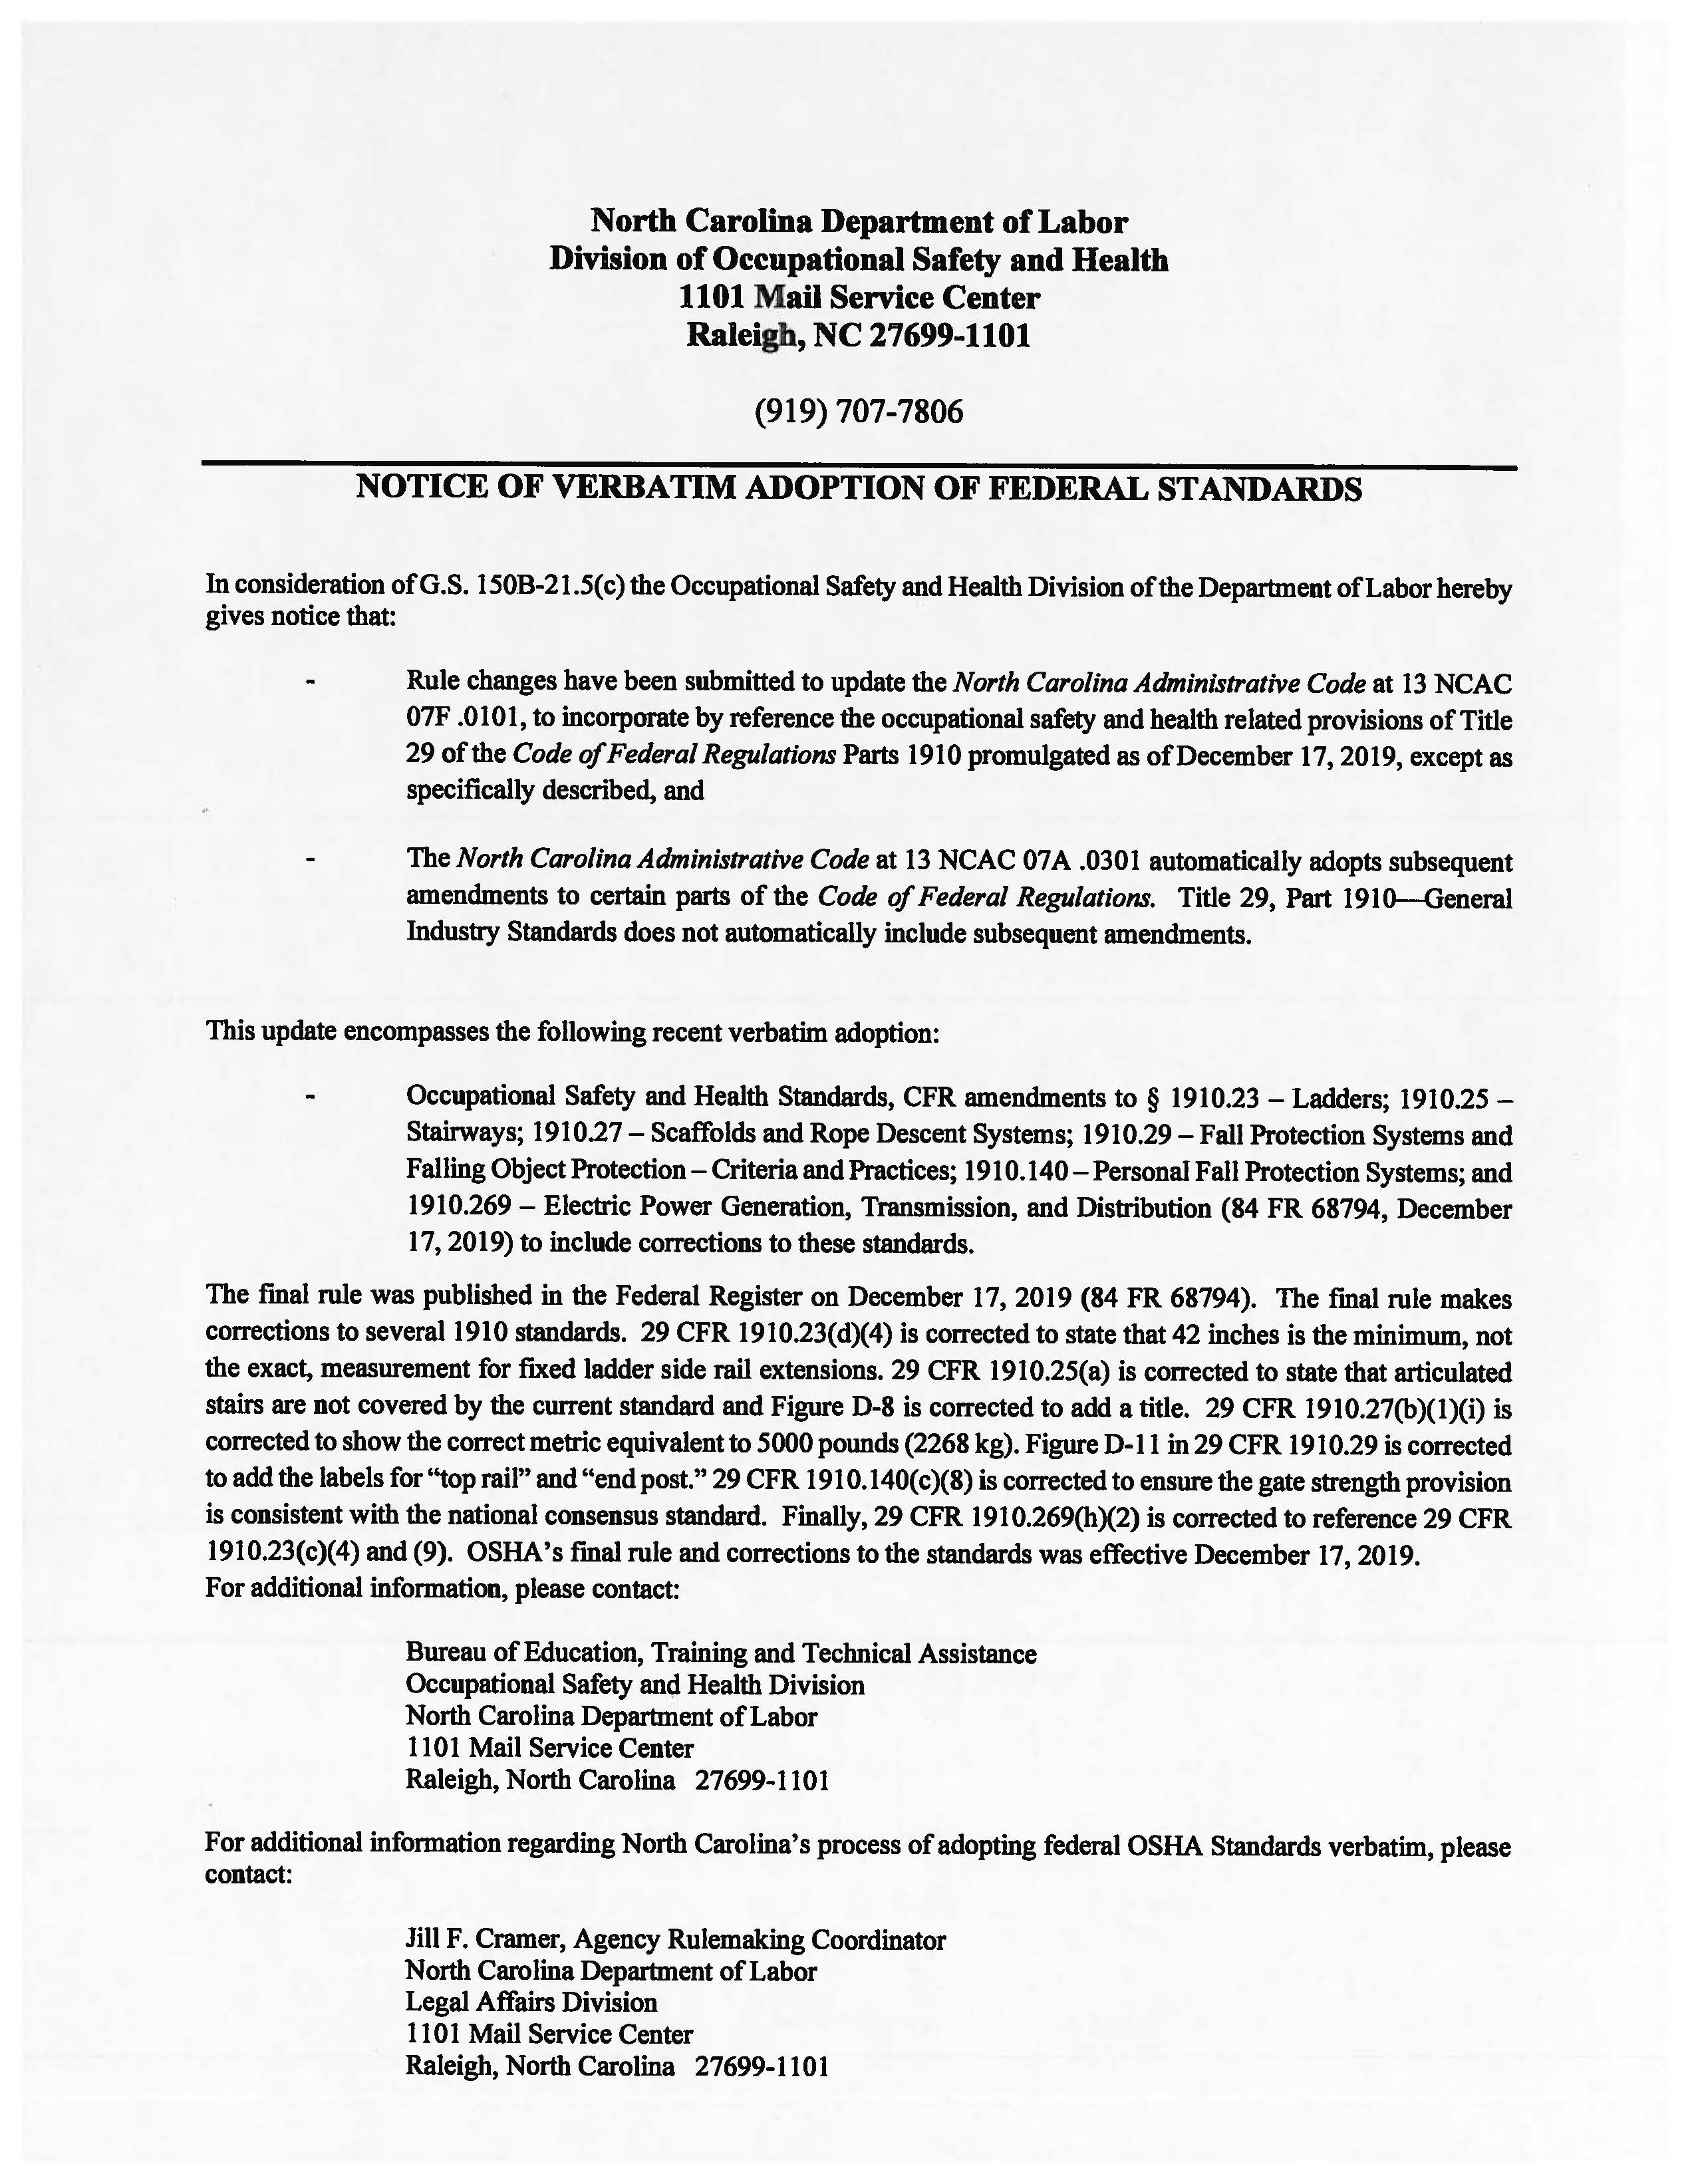 North Carolina Department of Labor
Division of Occupational Safety and Health
1101 Mail Service Center
Raleigh, NC 27699-1101
(919) 707-7806
NOTICE OF VERBATIM ADOPTION OF FEDERAL STANDARDS
In consideration of G.S. 150B-21.5(c) the Occupational Safety and Health Division of the Department of Labor hereby
gives notice that:
- Rule changes have been submitted to update the North Carolina Administrative Code at 13 NCAC
07F .0101, to incorporate by reference the occupational safety and health related provisions of Title
29 of the Code of Federal Regulations Parts 1910 promulgated as of December 17, 2019, except as
specifically described, and
- The North Carolina Administrative Code at 13 NCAC 07A .0301 automatically adopts subsequent
amendments to certain parts of the Code of Federal Regulations. Title 29, Part 1910—General
Industry Standards does not automatically include subsequent amendments.
This update encompasses the following recent verbatim adoption:
- Occupational Safety and Health Standards, CFR amendments to § 1910.23 – Ladders; 1910.25 –
Stairways; 1910.27 – Scaffolds and Rope Descent Systems; 1910.29 – Fall Protection Systems and
Falling Object Protection – Criteria and Practices; 1910.140 – Personal Fall Protection Systems; and
1910.269 – Electric Power Generation, Transmission, and Distribution (84 FR 68794, December
17, 2019) to include corrections to these standards.
The final rule was published in the Federal Register on December 17, 2019 (84 FR 68794). The final rule makes
corrections to several 1910 standards. 29 CFR 1910.23(d)(4) is corrected to state that 42 inches is the minimum, not
the exact, measurement for fixed ladder side rail extensions. 29 CFR 1910.25(a) is corrected to state that articulated
stairs are not covered by the current standard and Figure D-8 is corrected to add a title. 29 CFR 1910.27(b)(1)(i) is
corrected to show the correct metric equivalent to 5000 pounds (2268 kg). Figure D-11 in 29 CFR 1910.29 is corrected
to add the labels for “top rail” and “end post.” 29 CFR 1910.140(c)(8) is corrected to ensure the gate strength provision
is consistent with the national consensus standard. Finally, 29 CFR 1910.269(h)(2) is corrected to reference 29 CFR
1910.23(c)(4) and (9). OSHA’s final rule and corrections to the standards was effective December 17, 2019.
For additional information, please contact:
Bureau of Education, Training and Technical Assistance
Occupational Safety and Health Division
North Carolina Department of Labor
1101 Mail Service Center
Raleigh, North Carolina 27699-1101
For additional information regarding North Carolina’s process of adopting federal OSHA Standards verbatim, please
contact:
Jill F. Cramer, Agency Rulemaking Coordinator
North Carolina Department of Labor
Legal Affairs Division
1101 Mail Service Center
Raleigh, North Carolina 27699-1101